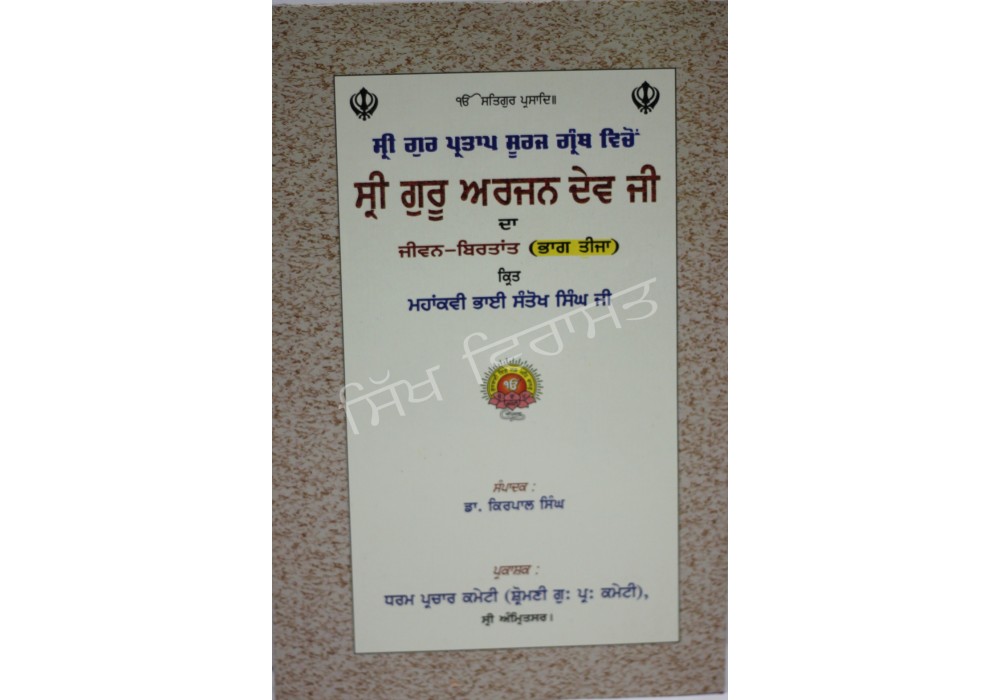 ੴ ਸਤਿਗੁਰ ਪ੍ਰਸਾਦਿ॥
ਸ੍ਰੀ ਗੁਰ ਪ੍ਰਤਾਪ ਸੂਰਜ ਗ੍ਰੰਥ ਵਿਚੋਂ
ਸ੍ਰੀ ਗੁਰੂ ਅਰਜਨ ਦੇਵ ਜੀ
ਦਾ
ਜੀਵਨ-ਬਿਰਤਾਂਤ (ਭਾਗ ਤੀਜਾ)
ਕ੍ਰਿਤ
ਮਹਾਂਕਵੀ ਭਾਈ ਸੰਤੋਖ ਸਿੰਘ ਜੀ
ਸਿੱਖ ਵਿਰਾਸਤ
ੴ
ਸੰਪਾਦਕ :
ਡਾ. ਕਿਰਪਾਲ ਸਿੰਘ
ਪ੍ਰਕਾਸ਼ਕ :
ਧਰਮ ਪ੍ਰਚਾਰ ਕਮੇਟੀ (ਸ਼੍ਰੋਮਣੀ ਗੁ: ਪ੍ਰ: ਕਮੇਟੀ),
ਸ੍ਰੀ ਅੰਮ੍ਰਿਤਸਰ।